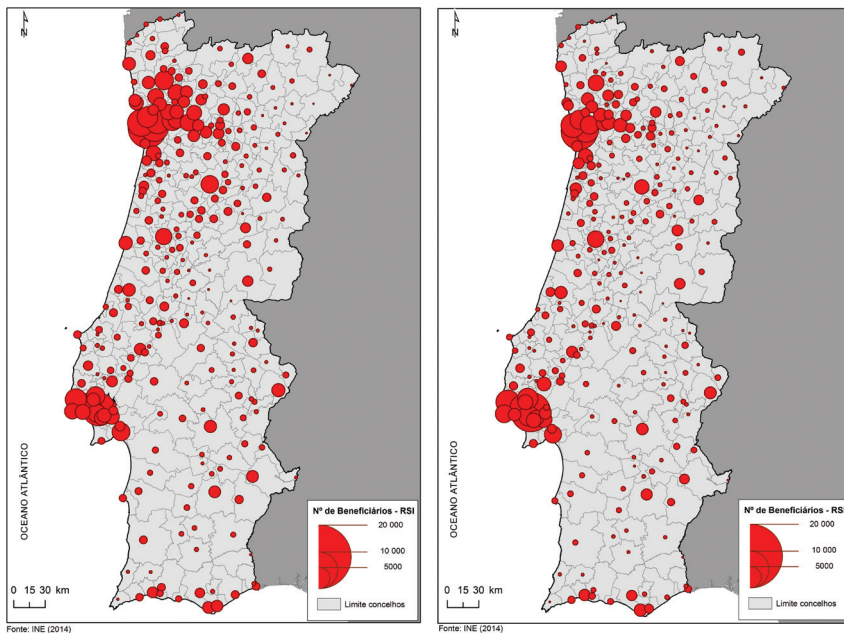 N
OCEANO ATLÂNTICO
Nº de Beneficiários - RSI
20 000
10 000
5000
Limite concelhos
0 15 30 km
Fonte: INE (2014)
N
OCEANO ATLÂNTICO
Nº de Beneficiários - RSI
20 000
10 000
5000
Limite concelhos
0 15 30 km
Fonte: INE (2014)